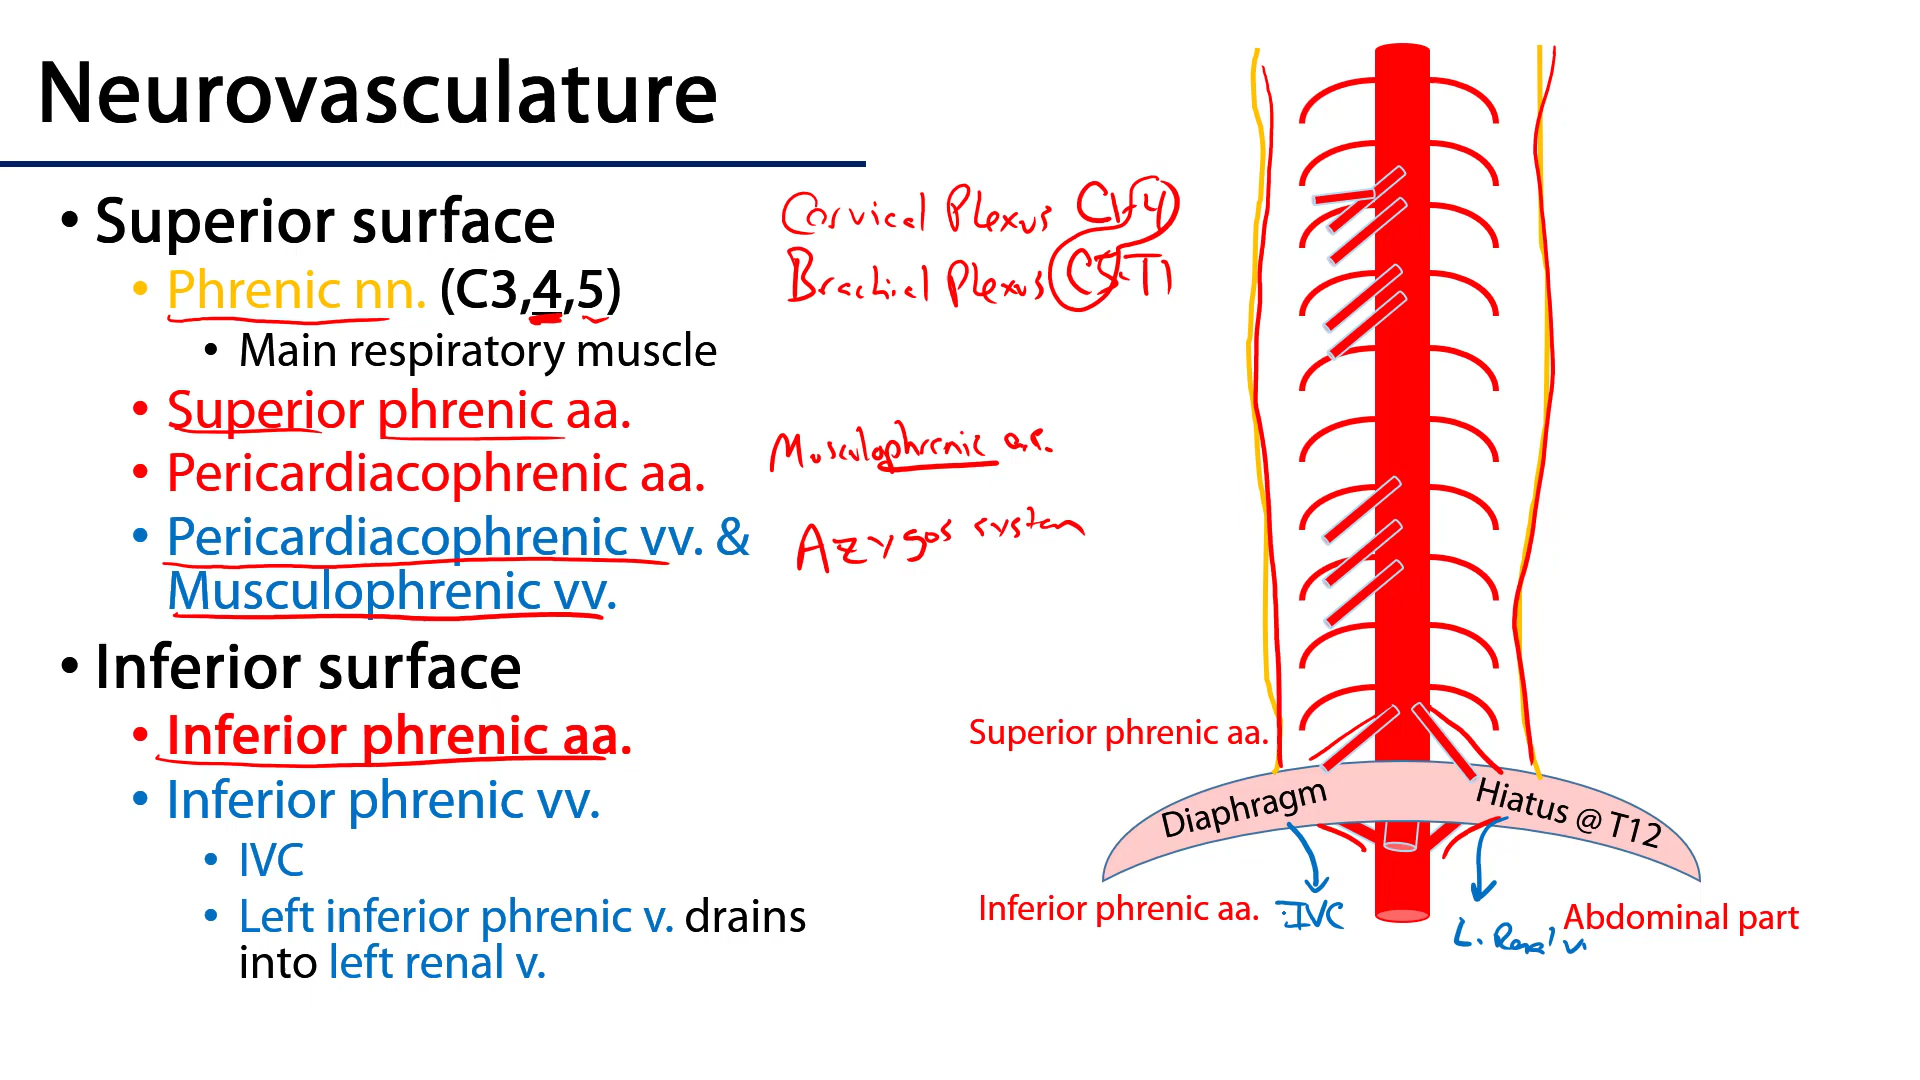 Neurovasculature
• Superior surface
• Phrenic nn. (C3,4,5)
• Main respiratory muscle
• Superior phrenic aa.
• Pericardiacophrenic aa.
• Pericardiacophrenic vv. &
Musculophrenic vv.
• Inferior surface
• Inferior phrenic aa.
• Inferior phrenic vv.
• IVC
• Left inferior phrenic v. drains
into left renal v.
Cervical Plexus C1-4
Brachial Plexus C5-T1
Musculophrenic aa.
Azygos system
Superior phrenic aa.
Diaphragm
Hiatus @ T12
Inferior phrenic aa.
IVC
L. Renal v
Abdominal part